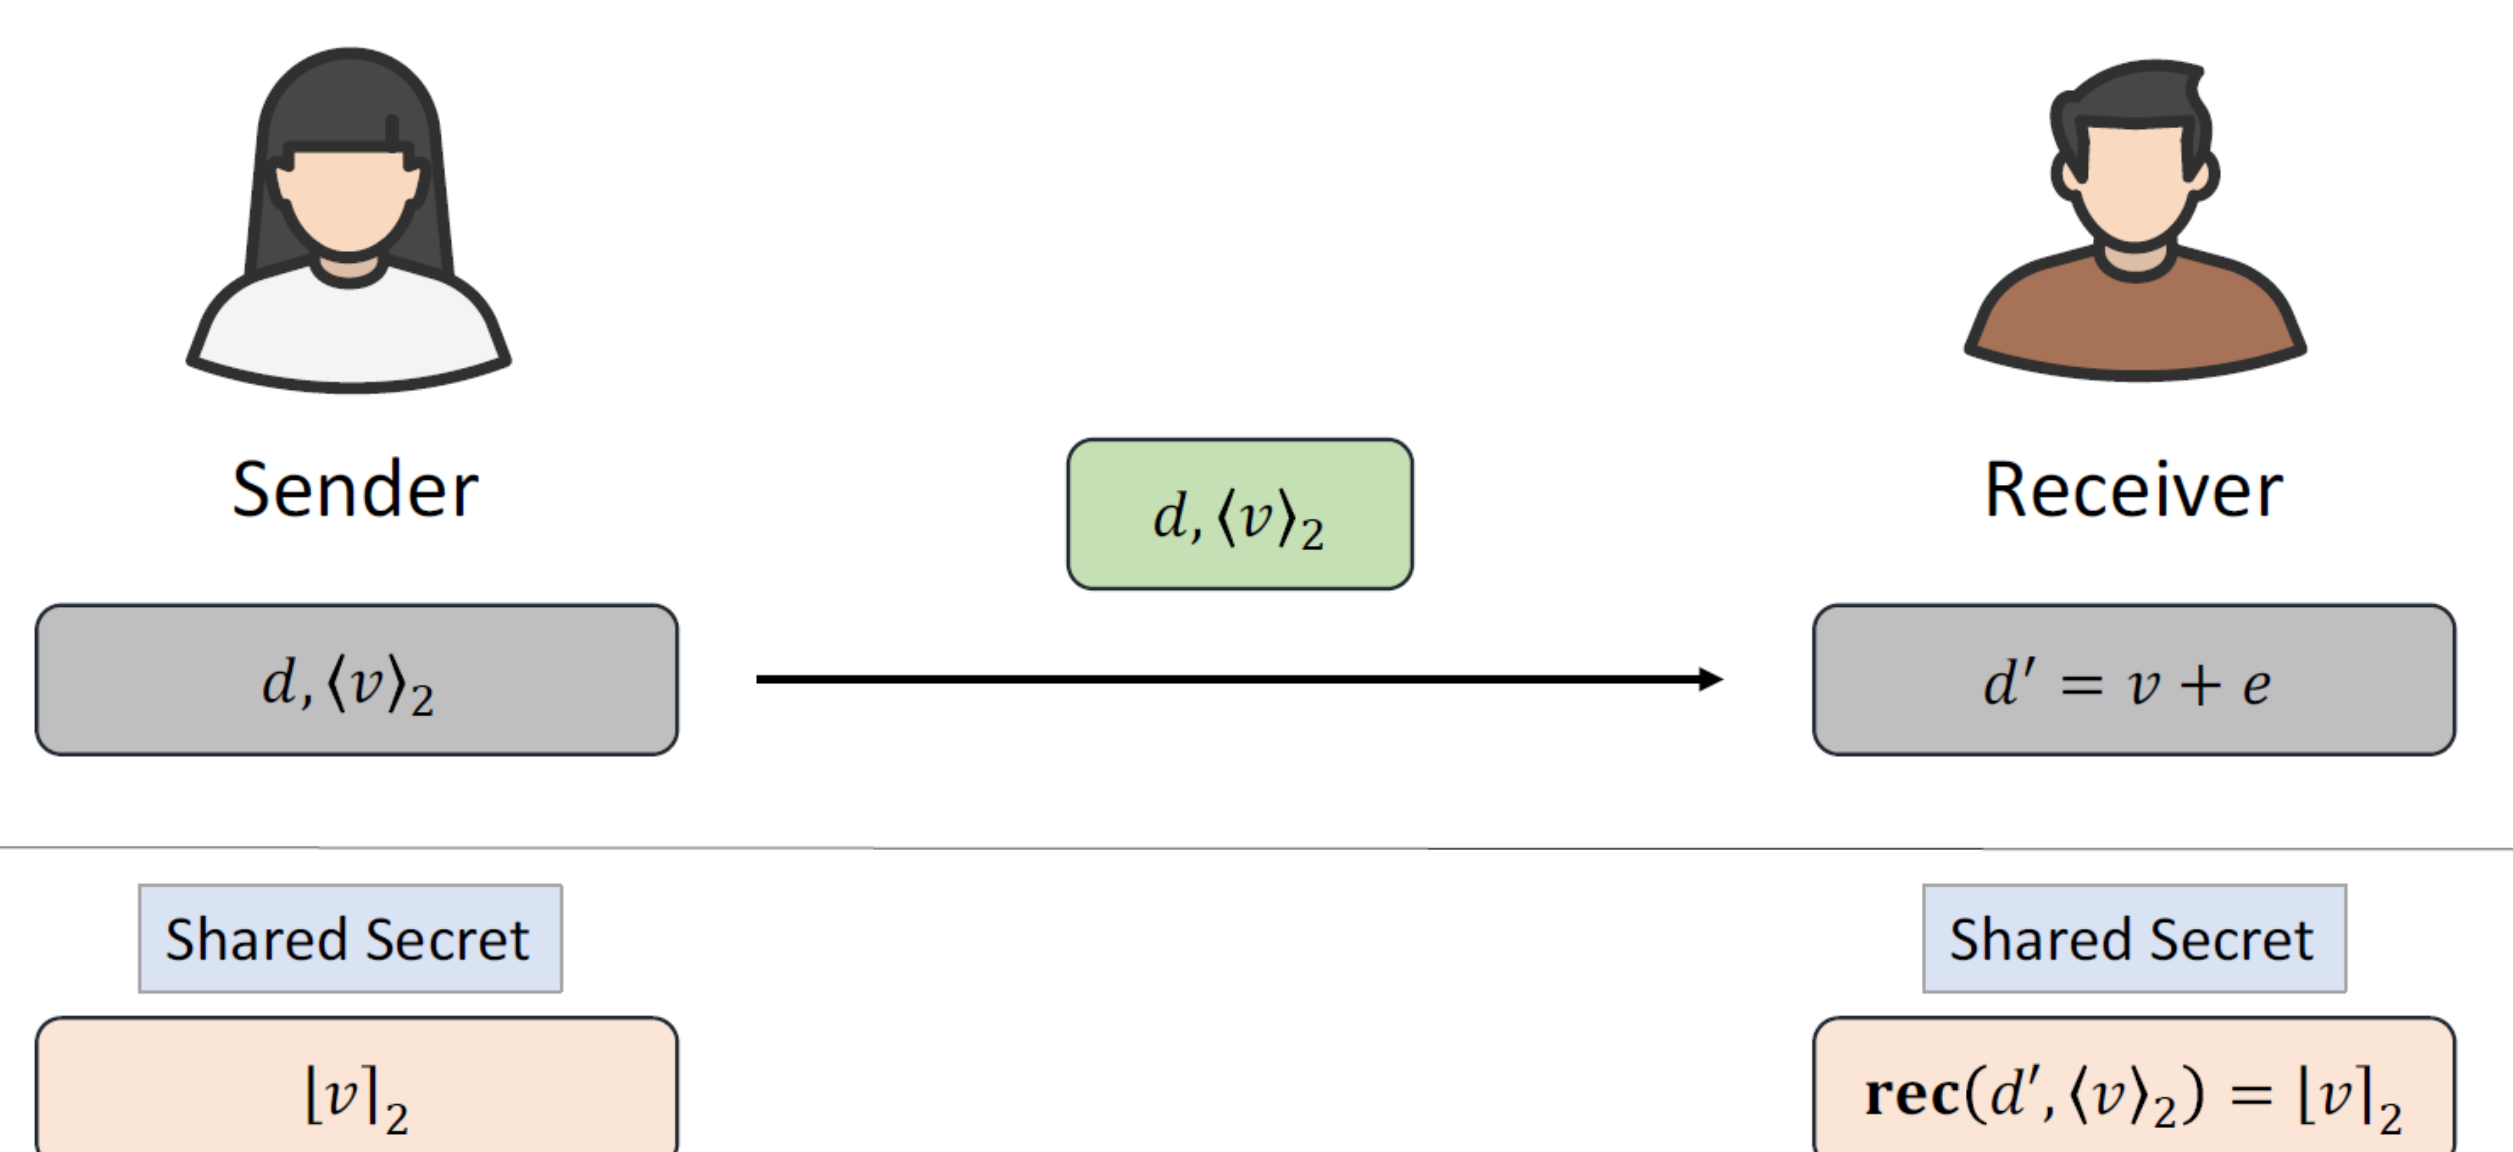 Sender
Receiver
d, ⟨v⟩₂
d, ⟨v⟩₂
d′ = v + e
Shared Secret
Shared Secret
⌊v⌉₂
rec(d′, ⟨v⟩₂) = ⌊v⌉₂